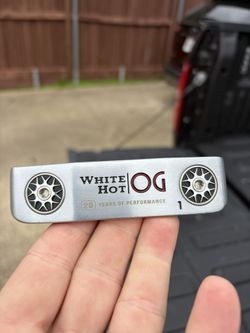 WHITE HOT OG
20 YEARS OF PERFORMANCE
1